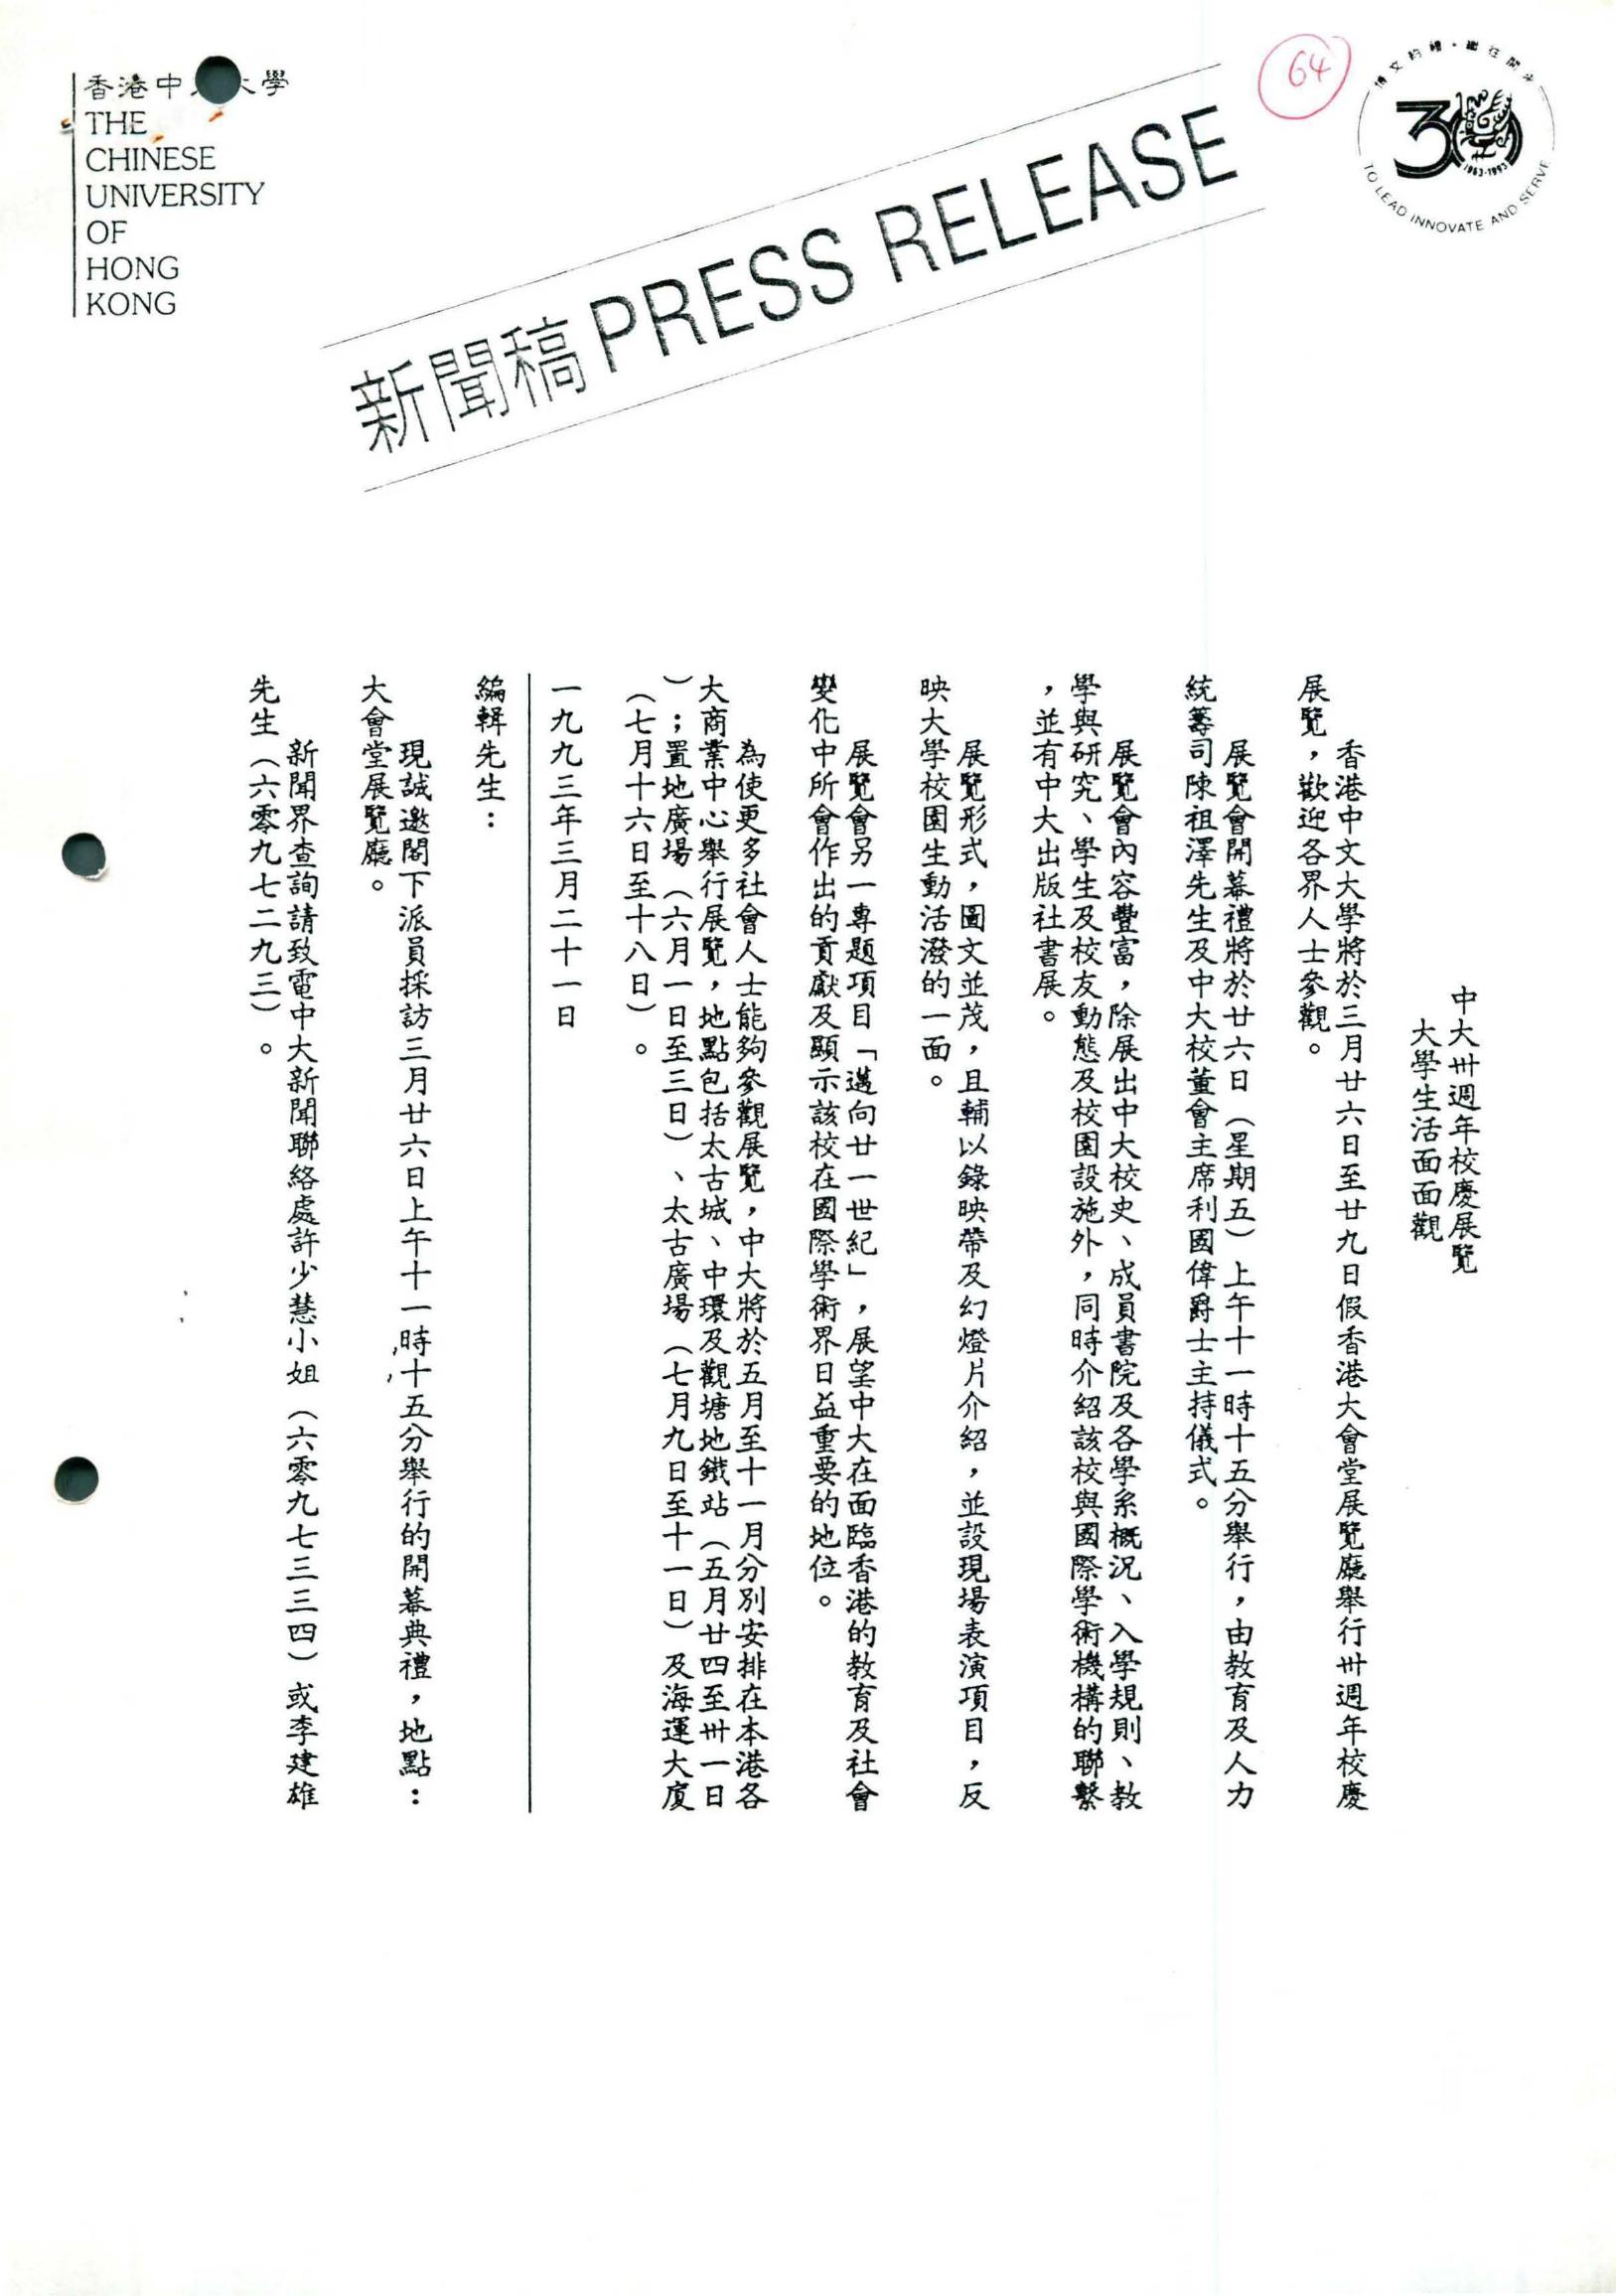 香港中大學
THE
CHINESE
UNIVERSITY
OF
HONG
KONG
新聞稿 PRESS RELEASE
64
博文約禮・繼往開來
30
1963-1993
TO LEAD INNOVATE AND SERVE
中大卅週年校慶展覽
大學生活面面觀
香港中文大學將於三月廿六日至廿九日假香港大會堂展覽廳舉行卅週年校慶
展覽，歡迎各界人士參觀。
展覽會開幕禮將於廿六日（星期五）上午十一時十五分舉行，由教育及人力
統籌司陳祖澤先生及中大校董會主席利國偉爵士主持儀式。
展覽會內容豐富，除展出中大校史、成員書院及各學系概況、入學規則、教
學與研究、學生及校友動態及校園設施外，同時介紹該校與國際學術機構的聯繫
，並有中大出版社書展。
展覽形式，圖文並茂，且輔以錄映帶及幻燈片介紹，並設現場表演項目，反
映大學校園生動活潑的一面。
展覽會另一專題項目「邁向廿一世紀」，展望中大在面臨香港的教育及社會
變化中所會作出的貢獻及顯示該校在國際學術界日益重要的地位。
為使更多社會人士能夠參觀展覽，中大將於五月至十一月分別安排在本港各
大商業中心舉行展覽，地點包括太古城、中環及觀塘地鐵站（五月廿四至卅一日
）；置地廣場（六月一日至三日）、太古廣場（七月九日至十一日）及海運大廈
（七月十六日至十八日）。
一九九三年三月二十一日
編輯先生：
現誠邀閣下派員採訪三月廿六日上午十一時十五分舉行的開幕典禮，地點：
大會堂展覽廳。
新聞界查詢請致電中大新聞聯絡處許少慧小姐（六零九七三三四）或李建雄
先生（六零九七二九三）。